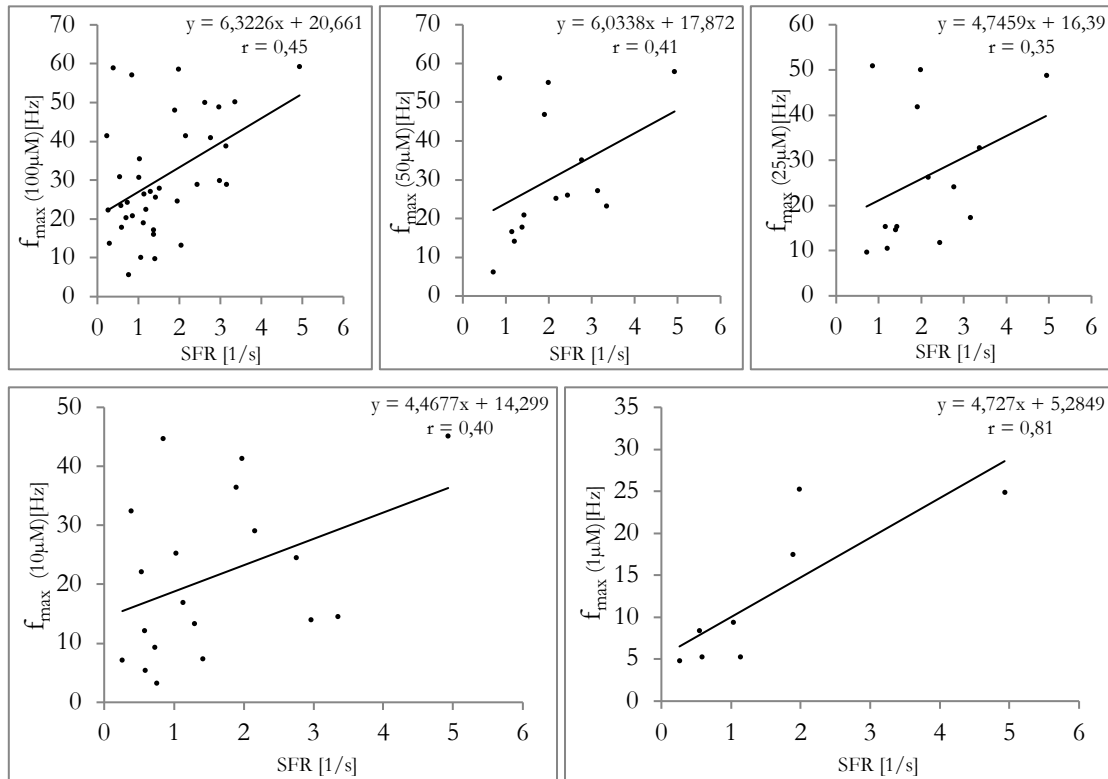 y = 6,3226x + 20,661
r = 0,45
70
60
50
40
30
20
10
0
f_max (100µM)[Hz]
0 1 2 3 4 5 6
SFR [1/s]
y = 6,0338x + 17,872
r = 0,41
70
60
50
40
30
20
10
0
f_max (50µM)[Hz]
0 1 2 3 4 5 6
SFR [1/s]
y = 4,7459x + 16,39
r = 0,35
60
50
40
30
20
10
0
f_max (25µM)[Hz]
0 1 2 3 4 5 6
SFR [1/s]
y = 4,4677x + 14,299
r = 0,40
50
40
30
20
10
0
f_max (10µM)[Hz]
0 1 2 3 4 5 6
SFR [1/s]
y = 4,727x + 5,2849
r = 0,81
35
30
25
20
15
10
5
0
f_max (1µM)[Hz]
0 1 2 3 4 5 6
SFR [1/s]